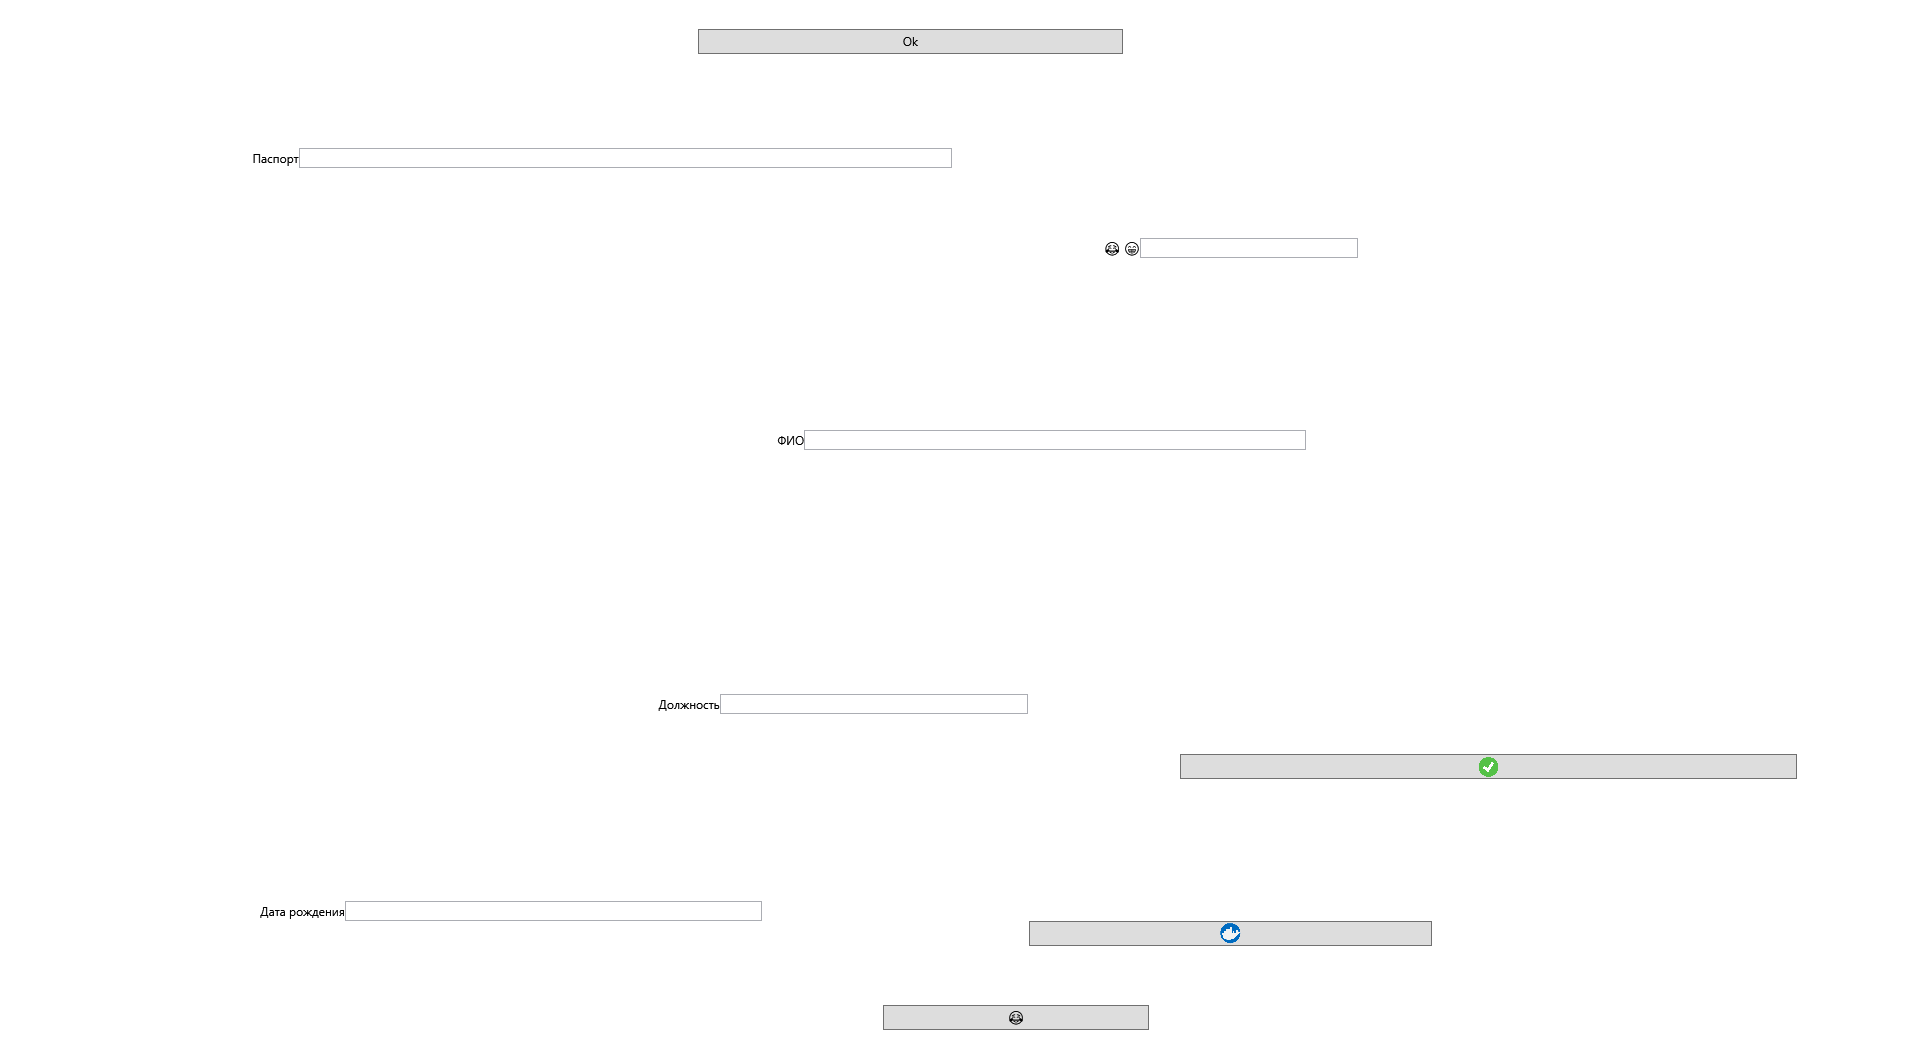 Ok
Паспорт
🤩 😁
ФИО
Должность
Дата рождения
🤩